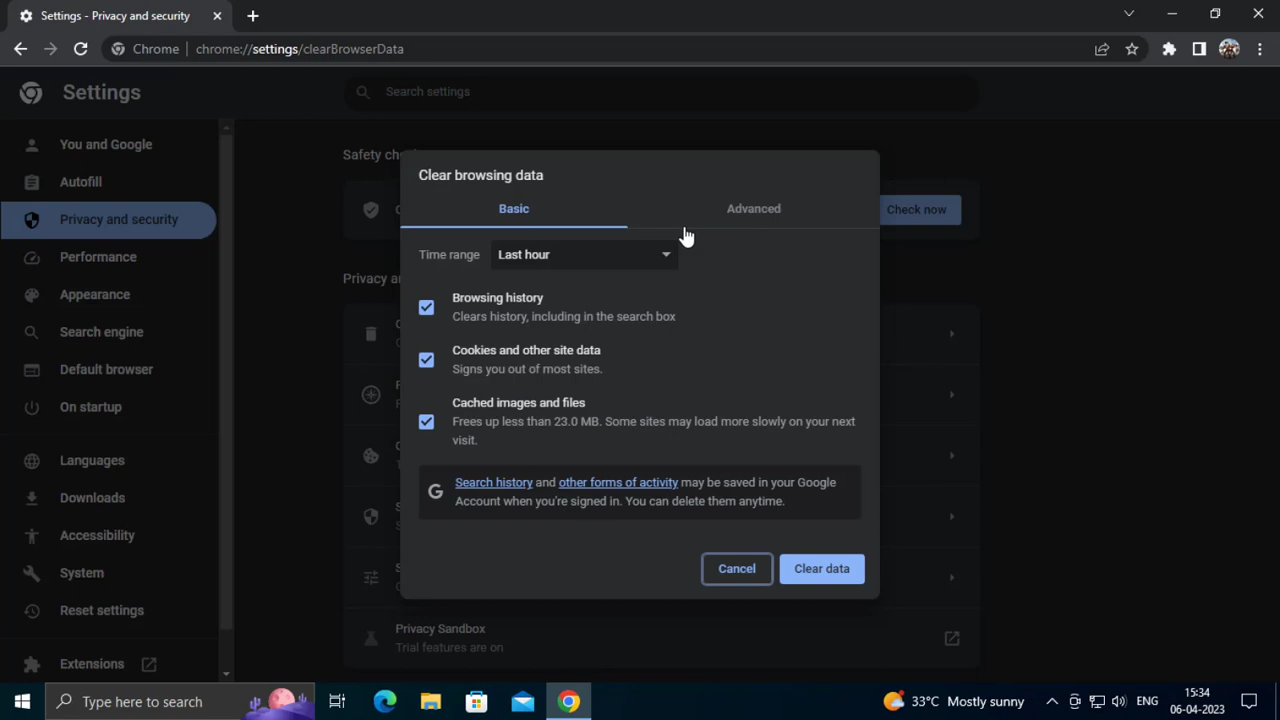 Settings - Privacy and security
Chrome
chrome://settings/clearBrowserData
Settings
Search settings
You and Google
Autofill
Privacy and security
Performance
Appearance
Search engine
Default browser
On startup
Languages
Downloads
Accessibility
System
Reset settings
Extensions
Safety che
Check now
Privacy an
Clear browsing data
Basic
Advanced
Time range
Last hour
Browsing history
Clears history, including in the search box
Cookies and other site data
Signs you out of most sites.
Cached images and files
Frees up less than 23.0 MB. Some sites may load more slowly on your next
visit.
G
Search history and other forms of activity may be saved in your Google
Account when you're signed in. You can delete them anytime.
Cancel
Clear data
Privacy Sandbox
Trial features are on
Type here to search
33°C Mostly sunny
ENG
15:34
06-04-2023